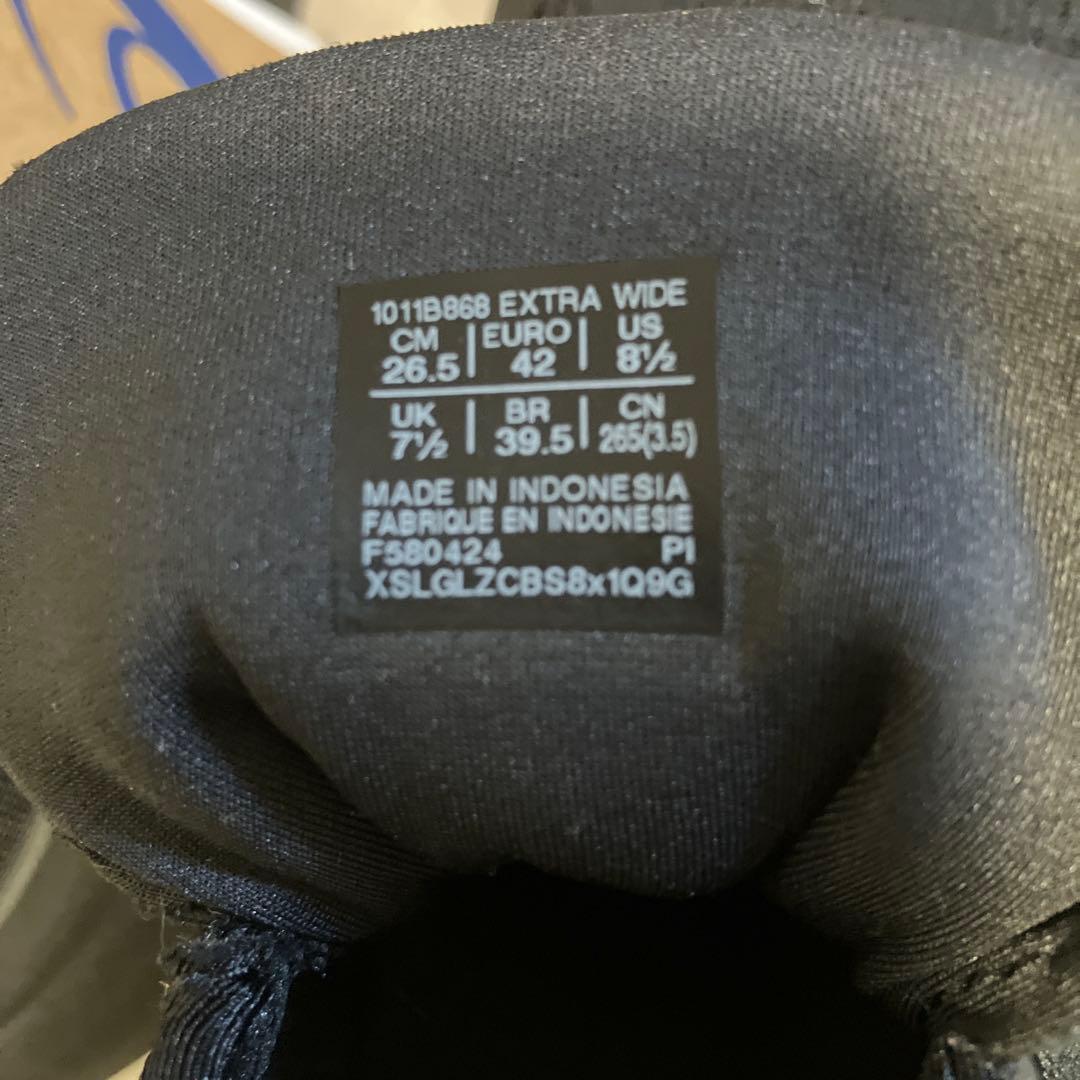 1011B868 EXTRA WIDE
CM | EURO | US
26.5 | 42 | 8½
UK | BR | CN
7½ | 39.5 | 265(3.5)
MADE IN INDONESIA
FABRIQUE EN INDONESIE
F580424 PI
XSLGLZCBS8x1Q9G